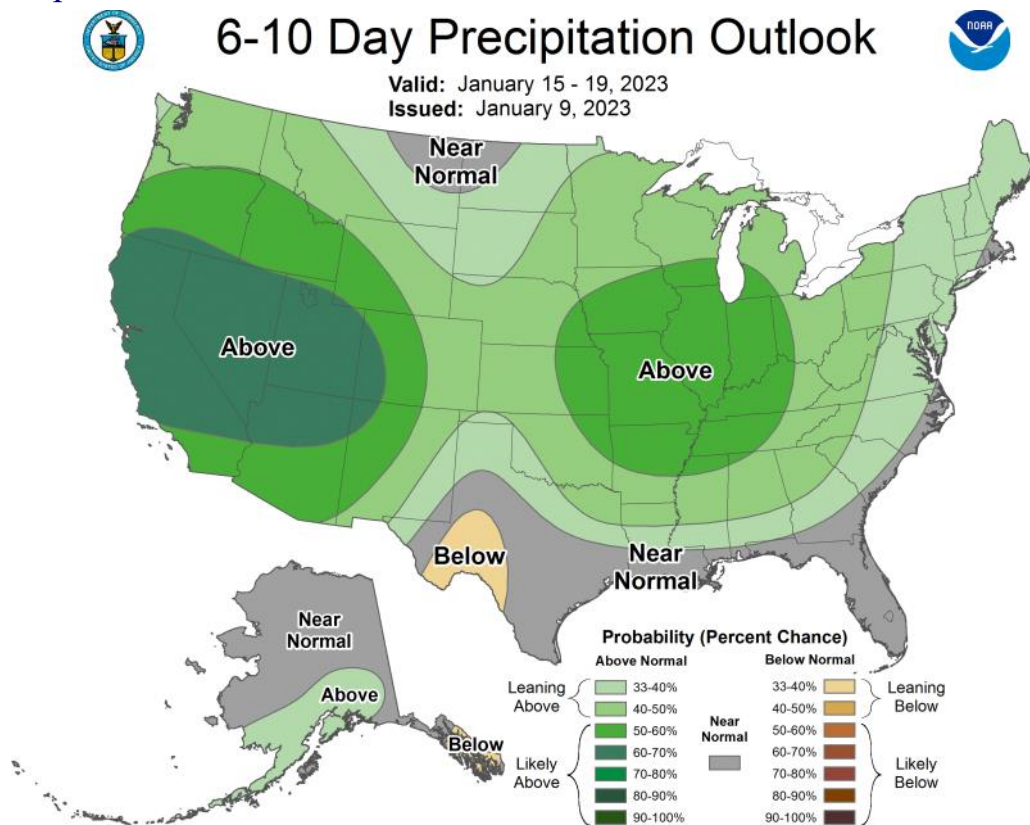 6-10 Day Precipitation Outlook
NOAA
Valid: January 15 - 19, 2023
Issued: January 9, 2023
Near
Normal
Above
Above
Below
Near
Normal
Near
Normal
Above
Below
Probability (Percent Chance)
Above Normal
Below Normal
Leaning
Above
33-40%
40-50%
Likely
Above
50-60%
60-70%
70-80%
80-90%
90-100%
Near
Normal
33-40%
40-50%
Leaning
Below
50-60%
60-70%
70-80%
80-90%
90-100%
Likely
Below